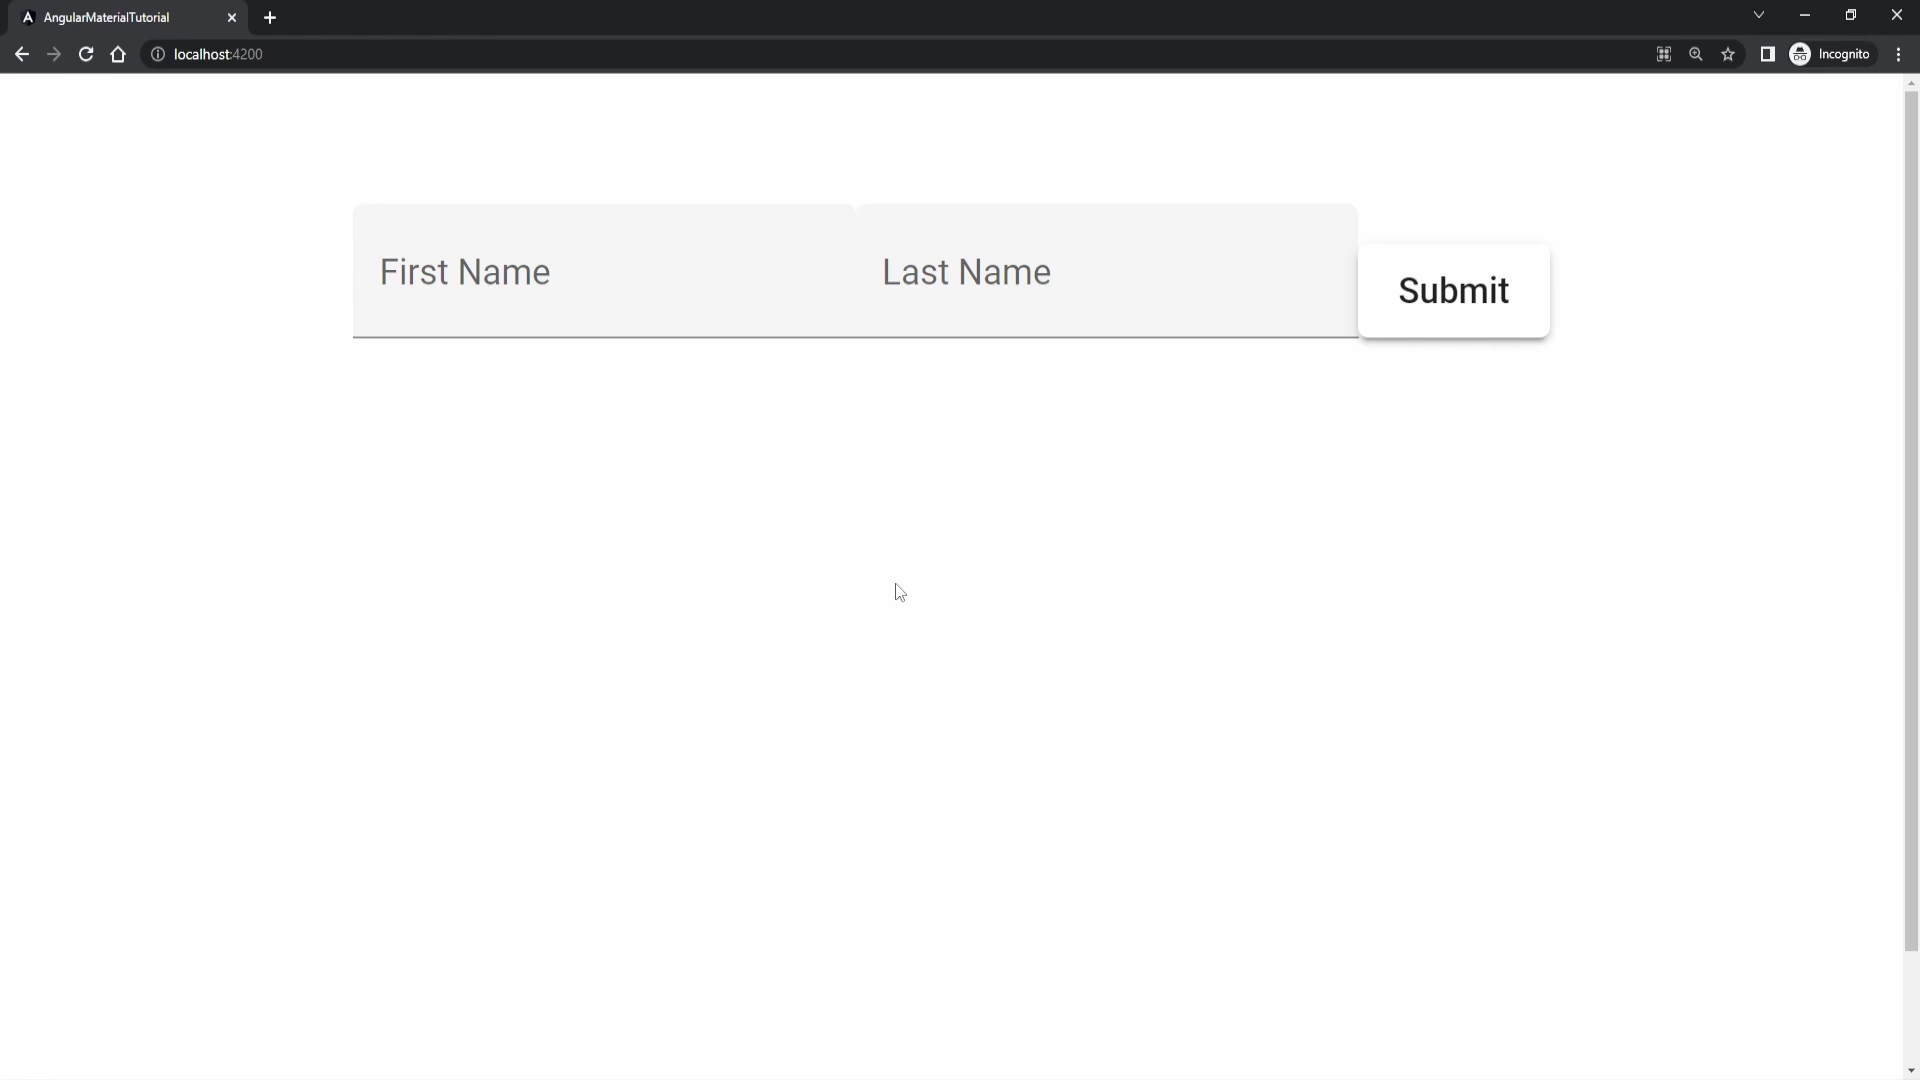 AngularMaterialTutorial
localhost:4200
Incognito
First Name
Last Name
Submit